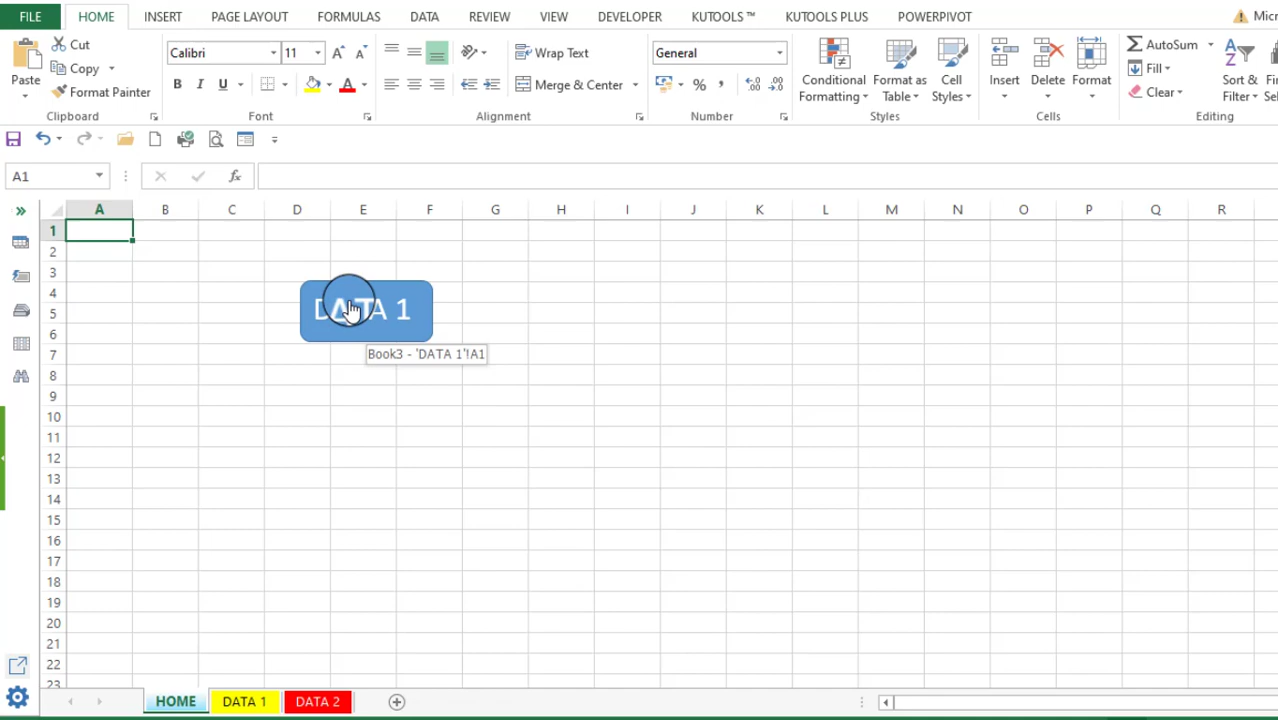 FILE HOME INSERT PAGE LAYOUT FORMULAS DATA REVIEW VIEW DEVELOPER KUTOOLS ™ KUTOOLS PLUS POWERPIVOT
Paste
Cut
Copy
Format Painter
Clipboard
Calibri 11
B I U
Font
Wrap Text
Merge & Center
Alignment
General
%
Number
Conditional Formatting
Format as Table
Cell Styles
Styles
Insert
Delete
Format
Cells
AutoSum
Fill
Clear
Sort & Filter
Editing
A1
fx
A B C D E F G H I J K L M N O P Q R
1
2
3
4
5
6
7
8
9
10
11
12
13
14
15
16
17
18
19
20
21
22
23
DATA 1
Book3 - 'DATA 1'!A1
HOME DATA 1 DATA 2